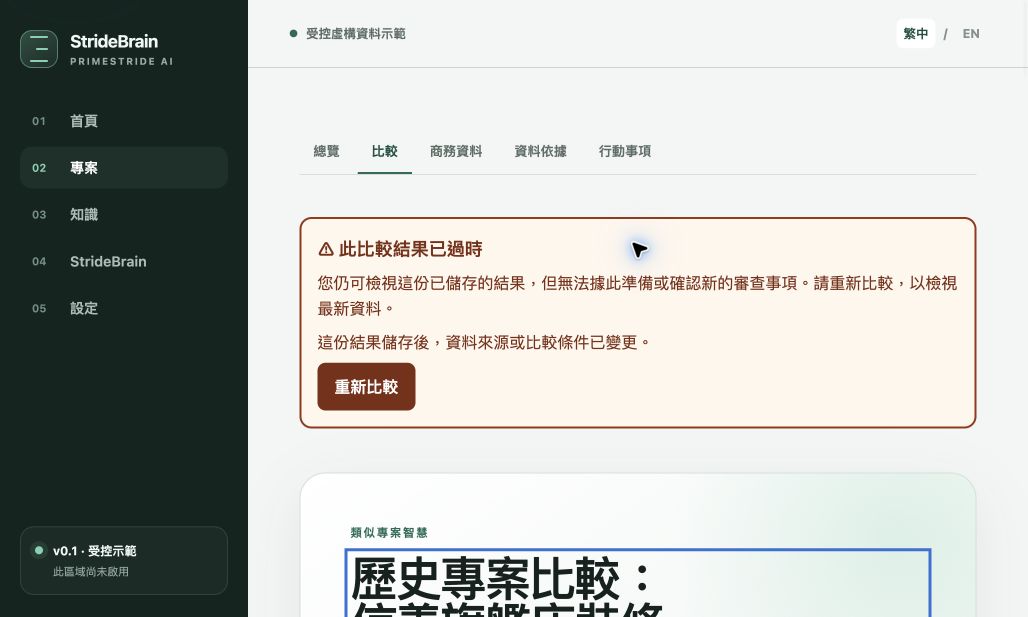 StrideBrain
PRIMESTRIDE AI
01 首頁
02 專案
03 知識
04 StrideBrain
05 設定
v0.1 · 受控示範
此區域尚未啟用
受控虛構資料示範
繁中 / EN
總覽 比較 商務資料 資料依據 行動事項
此比較結果已過時
您仍可檢視這份已儲存的結果，但無法據此準備或確認新的審查事項。請重新比較，以檢視
最新資料。
這份結果儲存後，資料來源或比較條件已變更。
重新比較
類似專案智慧
歷史專案比較：
信義旗艦店裝修